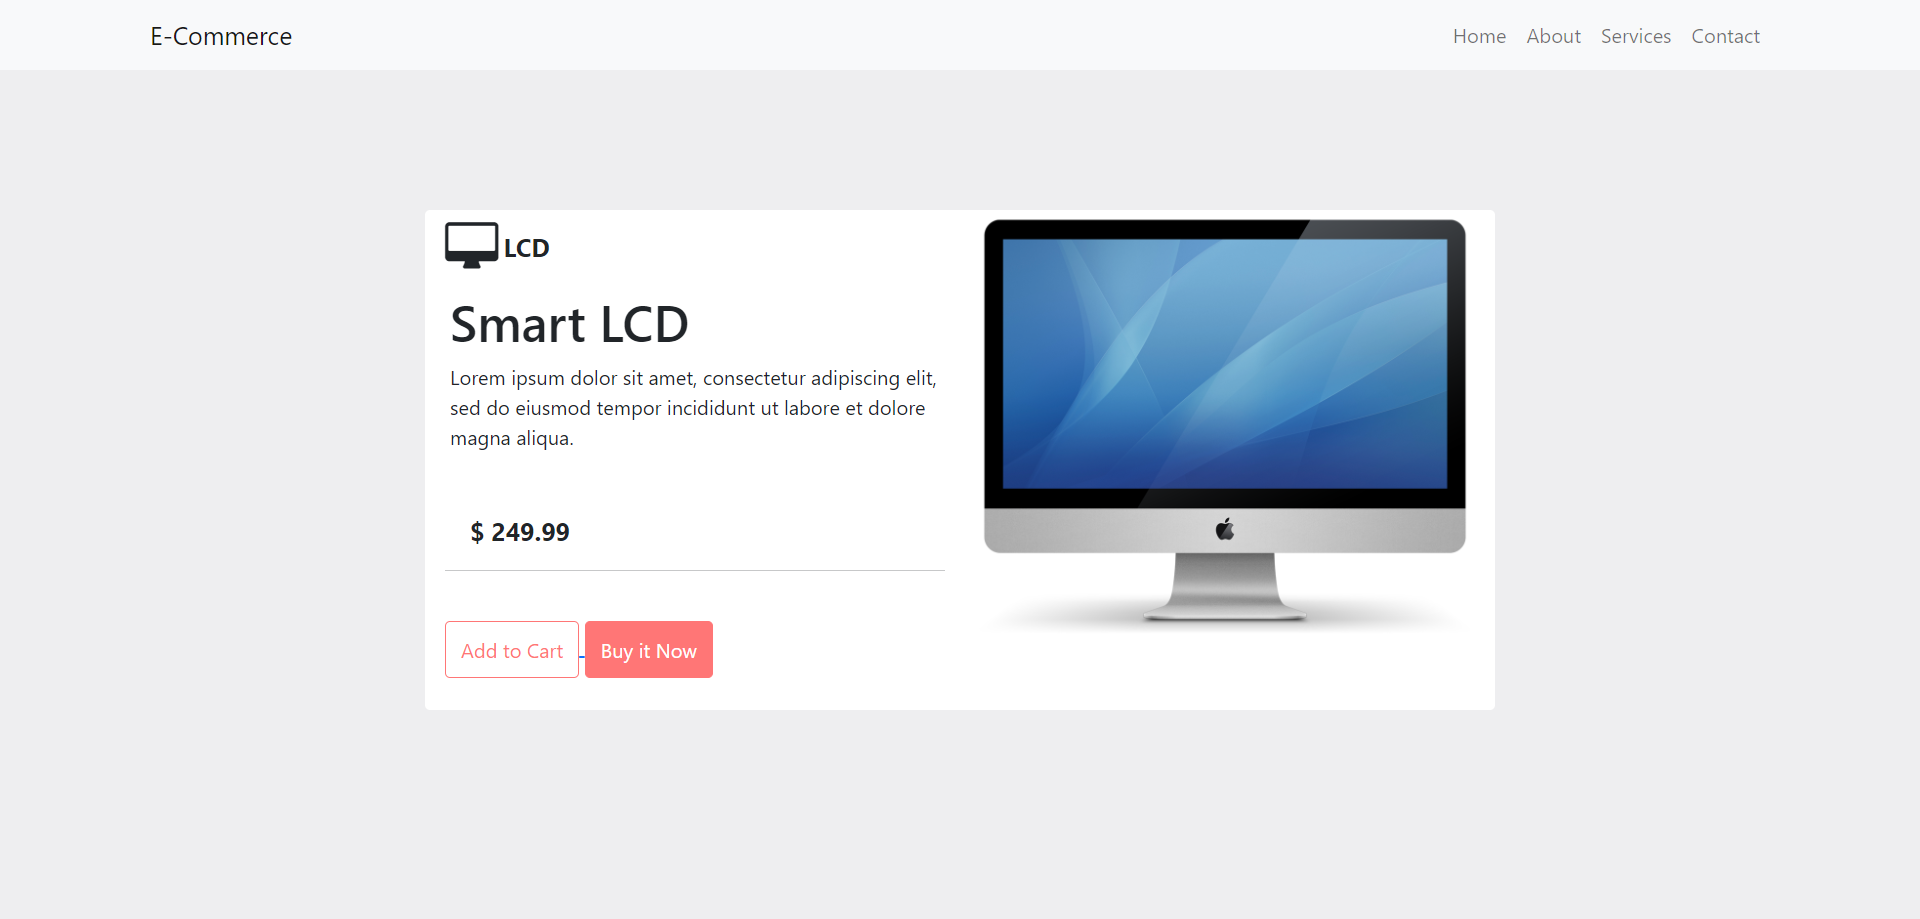 E-Commerce
Home About Services Contact
LCD
Smart LCD
Lorem ipsum dolor sit amet, consectetur adipiscing elit,
sed do eiusmod tempor incididunt ut labore et dolore
magna aliqua.
$ 249.99
Add to Cart Buy it Now